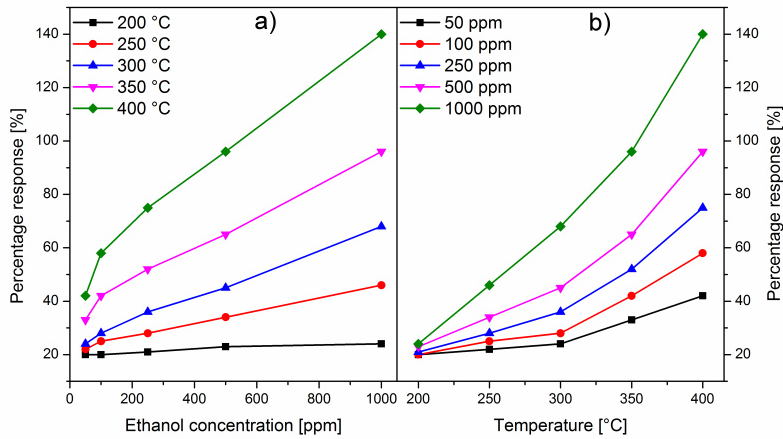 a)
200 °C
250 °C
300 °C
350 °C
400 °C
Percentage response [%]
140
120
100
80
60
40
20
0 200 400 600 800 1000
Ethanol concentration [ppm]
b)
50 ppm
100 ppm
250 ppm
500 ppm
1000 ppm
140
120
100
80
60
40
20
Percentage response [%]
200 250 300 350 400
Temperature [°C]